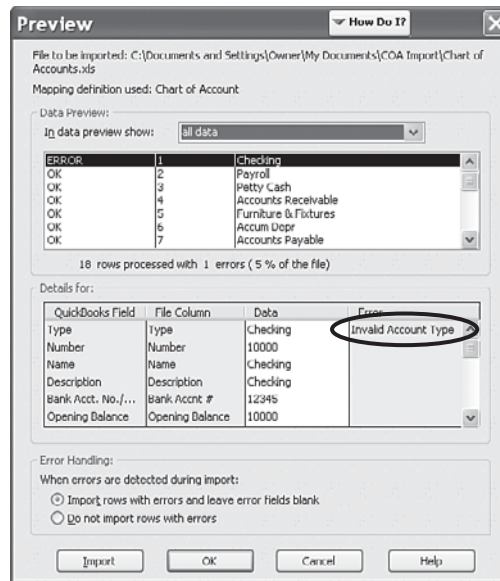 Preview
How Do I?
File to be imported: C:\Documents and Settings\Owner\My Documents\COA Import\Chart of
Accounts.xls
Mapping definition used: Chart of Account
Data Preview:
In data preview show: all data
ERROR 1 Checking
OK 2 Payroll
OK 3 Petty Cash
OK 4 Accounts Receivable
OK 5 Furniture & Fixtures
OK 6 Accum Depr
OK 7 Accounts Payable
18 rows processed with 1 errors ( 5 % of the file)
Details for:
QuickBooks Field File Column Data Error
Type Type Checking Invalid Account Type
Number Number 10000
Name Name Checking
Description Description Checking
Bank Acct. No./... Bank Accnt # 12345
Opening Balance Opening Balance 10000
Error Handling:
When errors are detected during import:
Import rows with errors and leave error fields blank
Do not import rows with errors
Import OK Cancel Help